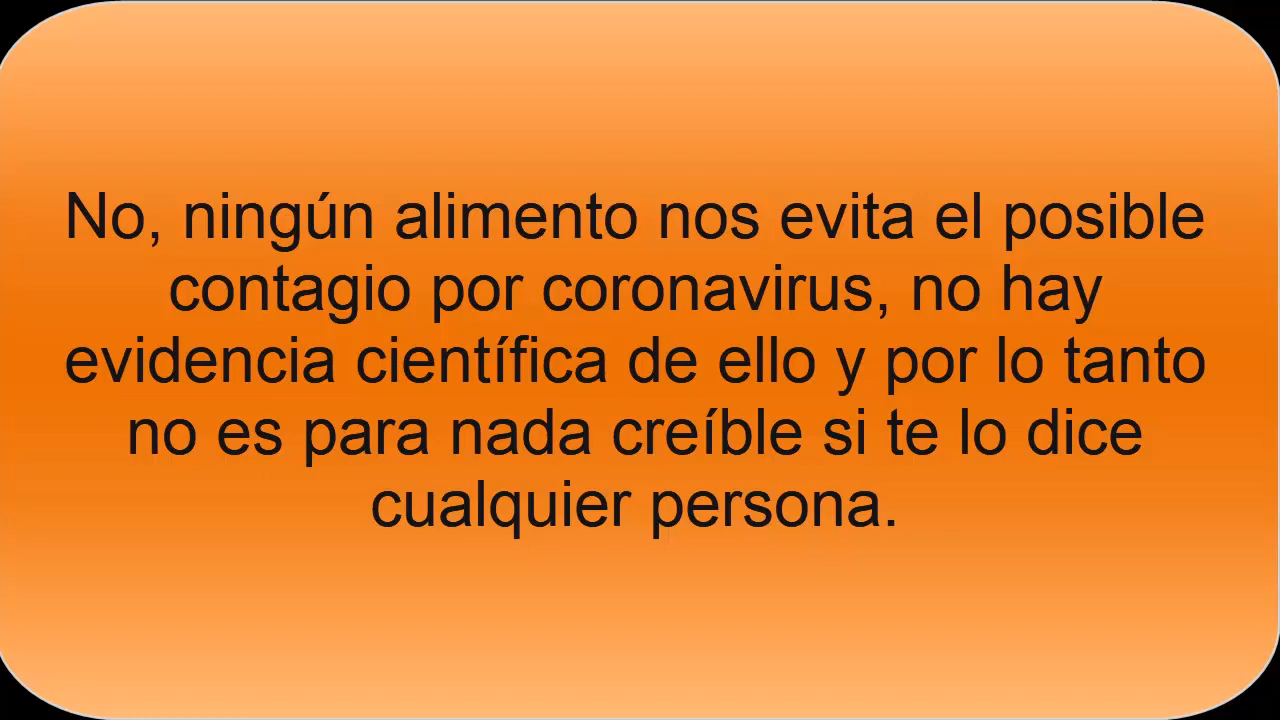 No, ningún alimento nos evita el posible
contagio por coronavirus, no hay
evidencia científica de ello y por lo tanto
no es para nada creíble si te lo dice
cualquier persona.